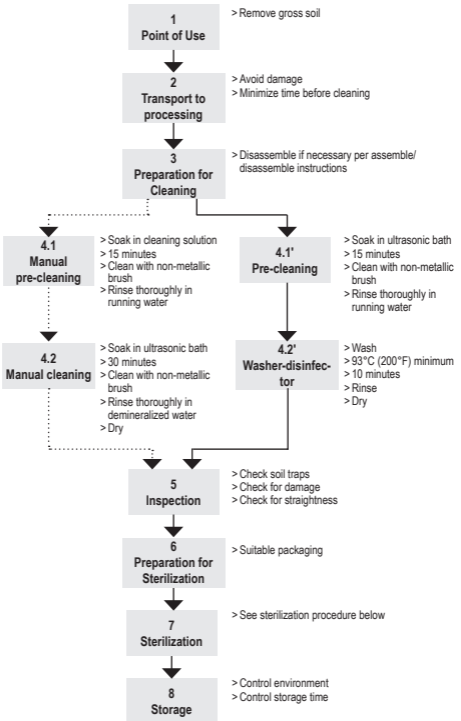 1
Point of Use
> Remove gross soil
2
Transport to
processing
> Avoid damage
> Minimize time before cleaning
3
Preparation for
Cleaning
> Disassemble if necessary per assemble/
disassemble instructions
4.1
Manual
pre-cleaning
> Soak in cleaning solution
> 15 minutes
> Clean with non-metallic
brush
> Rinse thoroughly in
running water
4.1'
Pre-cleaning
> Soak in ultrasonic bath
> 15 minutes
> Clean with non-metallic
brush
> Rinse thoroughly in
running water
4.2
Manual cleaning
> Soak in ultrasonic bath
> 30 minutes
> Clean with non-metallic
brush
> Rinse thoroughly in
demineralized water
> Dry
4.2'
Washer-disinfec-
tor
> Wash
> 93°C (200°F) minimum
> 10 minutes
> Rinse
> Dry
5
Inspection
> Check soil traps
> Check for damage
> Check for straightness
6
Preparation for
Sterilization
> Suitable packaging
7
Sterilization
> See sterilization procedure below
8
Storage
> Control environment
> Control storage time